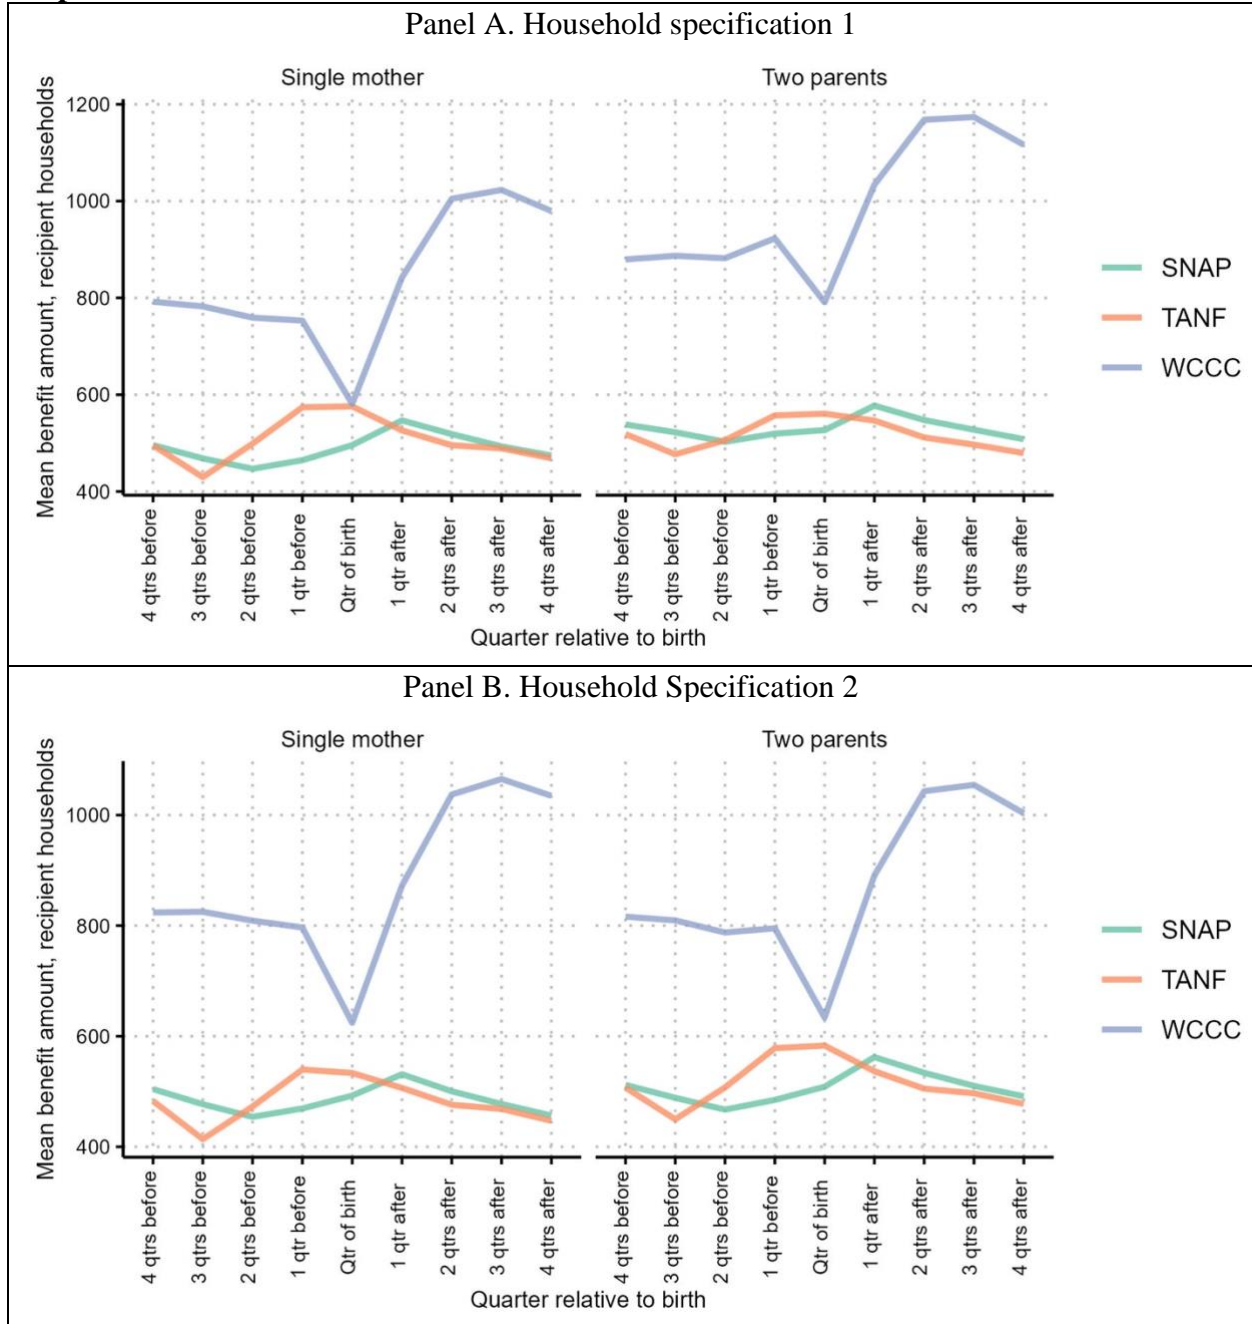 Panel A. Household specification 1
Single mother
Two parents
Mean benefit amount, recipient households
1200
1000
800
600
400
4 qtrs before
3 qtrs before
2 qtrs before
1 qtr before
Qtr of birth
1 qtr after
2 qtrs after
3 qtrs after
4 qtrs after
4 qtrs before
3 qtrs before
2 qtrs before
1 qtr before
Qtr of birth
1 qtr after
2 qtrs after
3 qtrs after
4 qtrs after
Quarter relative to birth
SNAP
TANF
WCCC
Panel B. Household Specification 2
Single mother
Two parents
Mean benefit amount, recipient households
1000
800
600
400
4 qtrs before
3 qtrs before
2 qtrs before
1 qtr before
Qtr of birth
1 qtr after
2 qtrs after
3 qtrs after
4 qtrs after
4 qtrs before
3 qtrs before
2 qtrs before
1 qtr before
Qtr of birth
1 qtr after
2 qtrs after
3 qtrs after
4 qtrs after
Quarter relative to birth
SNAP
TANF
WCCC